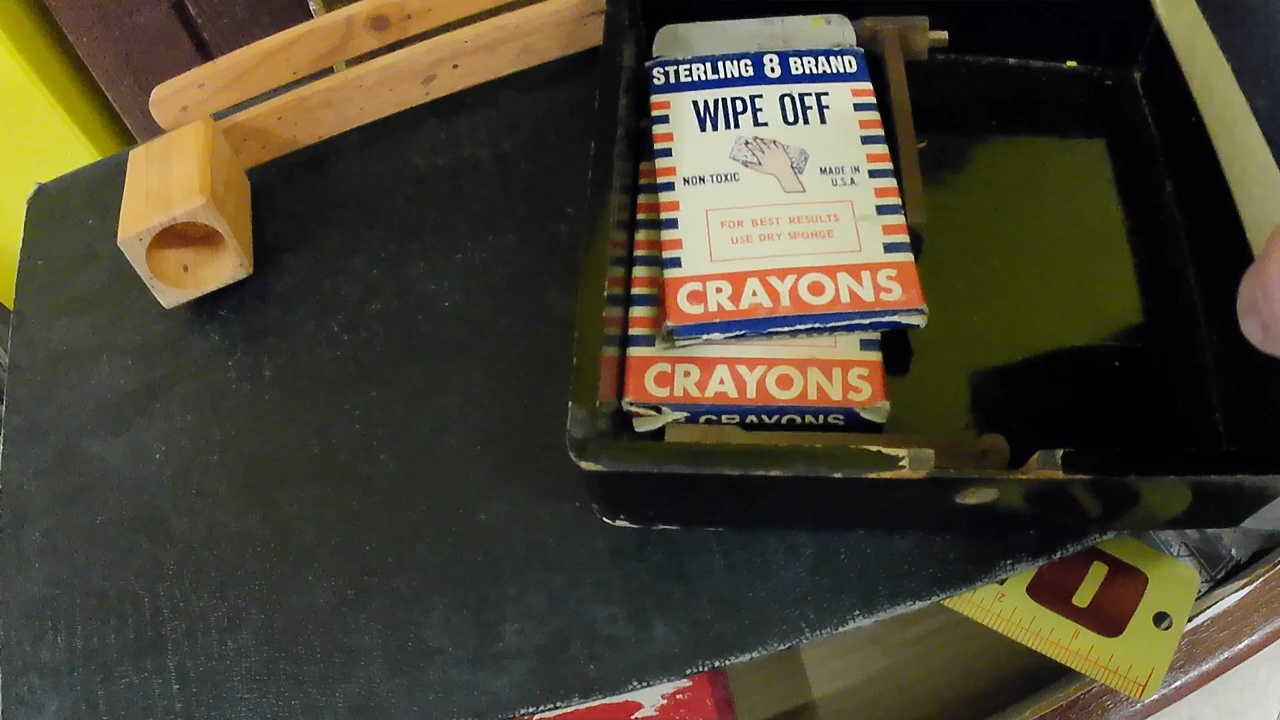 STERLING 8 BRAND
WIPE OFF
NON-TOXIC
MADE IN
U.S.A.
FOR BEST RESULTS
USE DRY SPONGE
CRAYONS
CRAYONS
CRAYONS